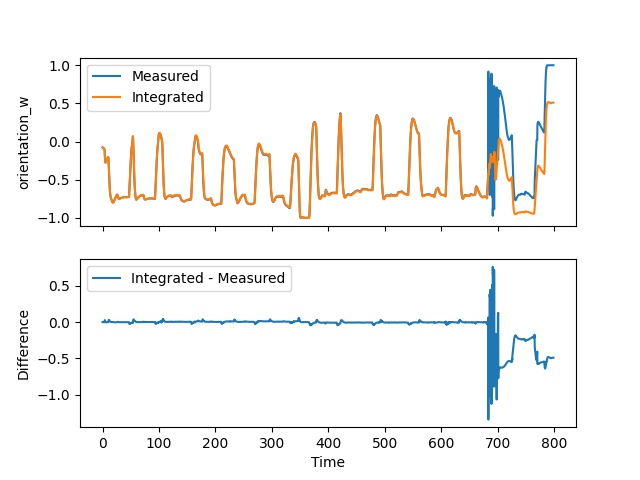 1.0
0.5
0.0
−0.5
−1.0
orientation_w
Measured
Integrated
0.5
0.0
−0.5
−1.0
Difference
Integrated - Measured
0 100 200 300 400 500 600 700 800
Time